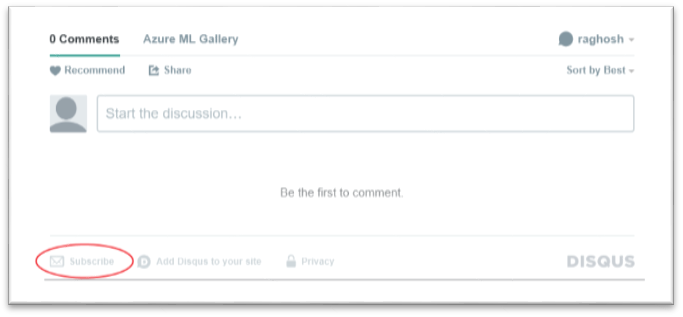 0 Comments Azure ML Gallery raghosh
Recommend Share Sort by Best
Start the discussion…
Be the first to comment.
Subscribe D Add Disqus to your site Privacy DISQUS